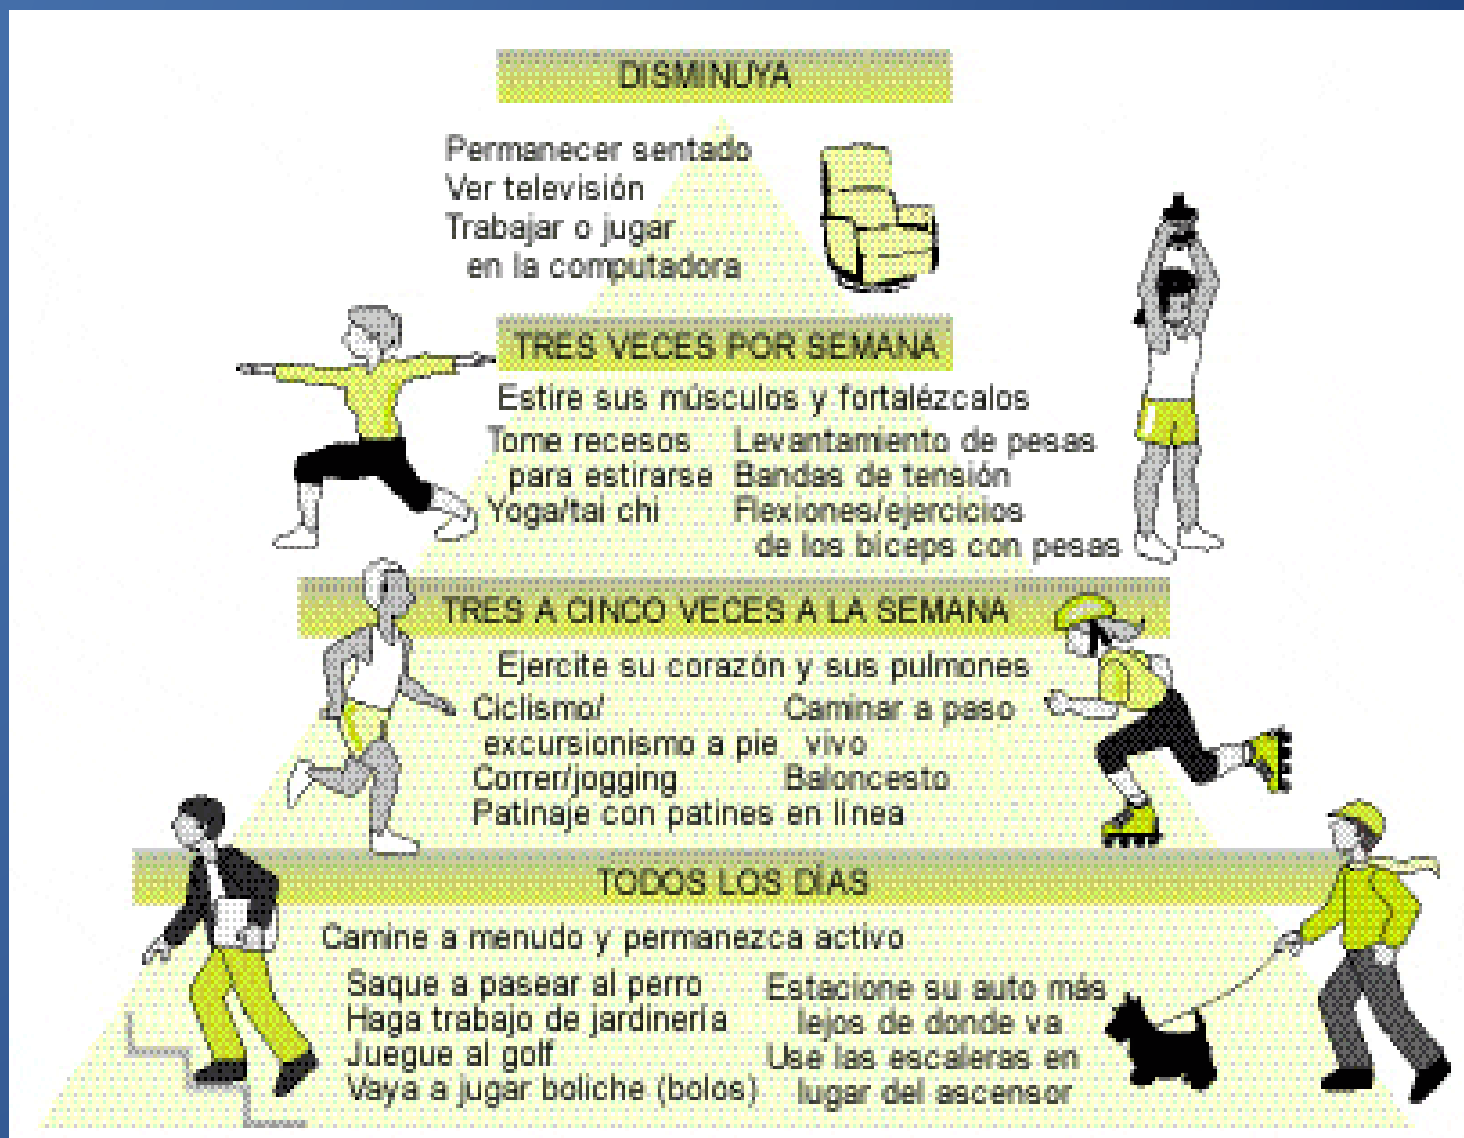 DISMINUYA
Permanecer sentado
Ver televisión
Trabajar o jugar
en la computadora
TRES VECES POR SEMANA
Estire sus músculos y fortalézcalos
Tome recesos
para estirarse
Yoga/tai chi
Levantamiento de pesas
Bandas de tensión
Flexiones/ejercicios
de los bíceps con pesas
TRES A CINCO VECES A LA SEMANA
Ejercite su corazón y sus pulmones
Ciclismo/
excursionismo a pie
Correr/jogging
Patinaje con patines en línea
Caminar a paso
vivo
Baloncesto
TODOS LOS DÍAS
Camine a menudo y permanezca activo
Saque a pasear al perro
Haga trabajo de jardinería
Juegue al golf
Vaya a jugar boliche (bolos)
Estacione su auto más
lejos de donde va
Use las escaleras en
lugar del ascensor